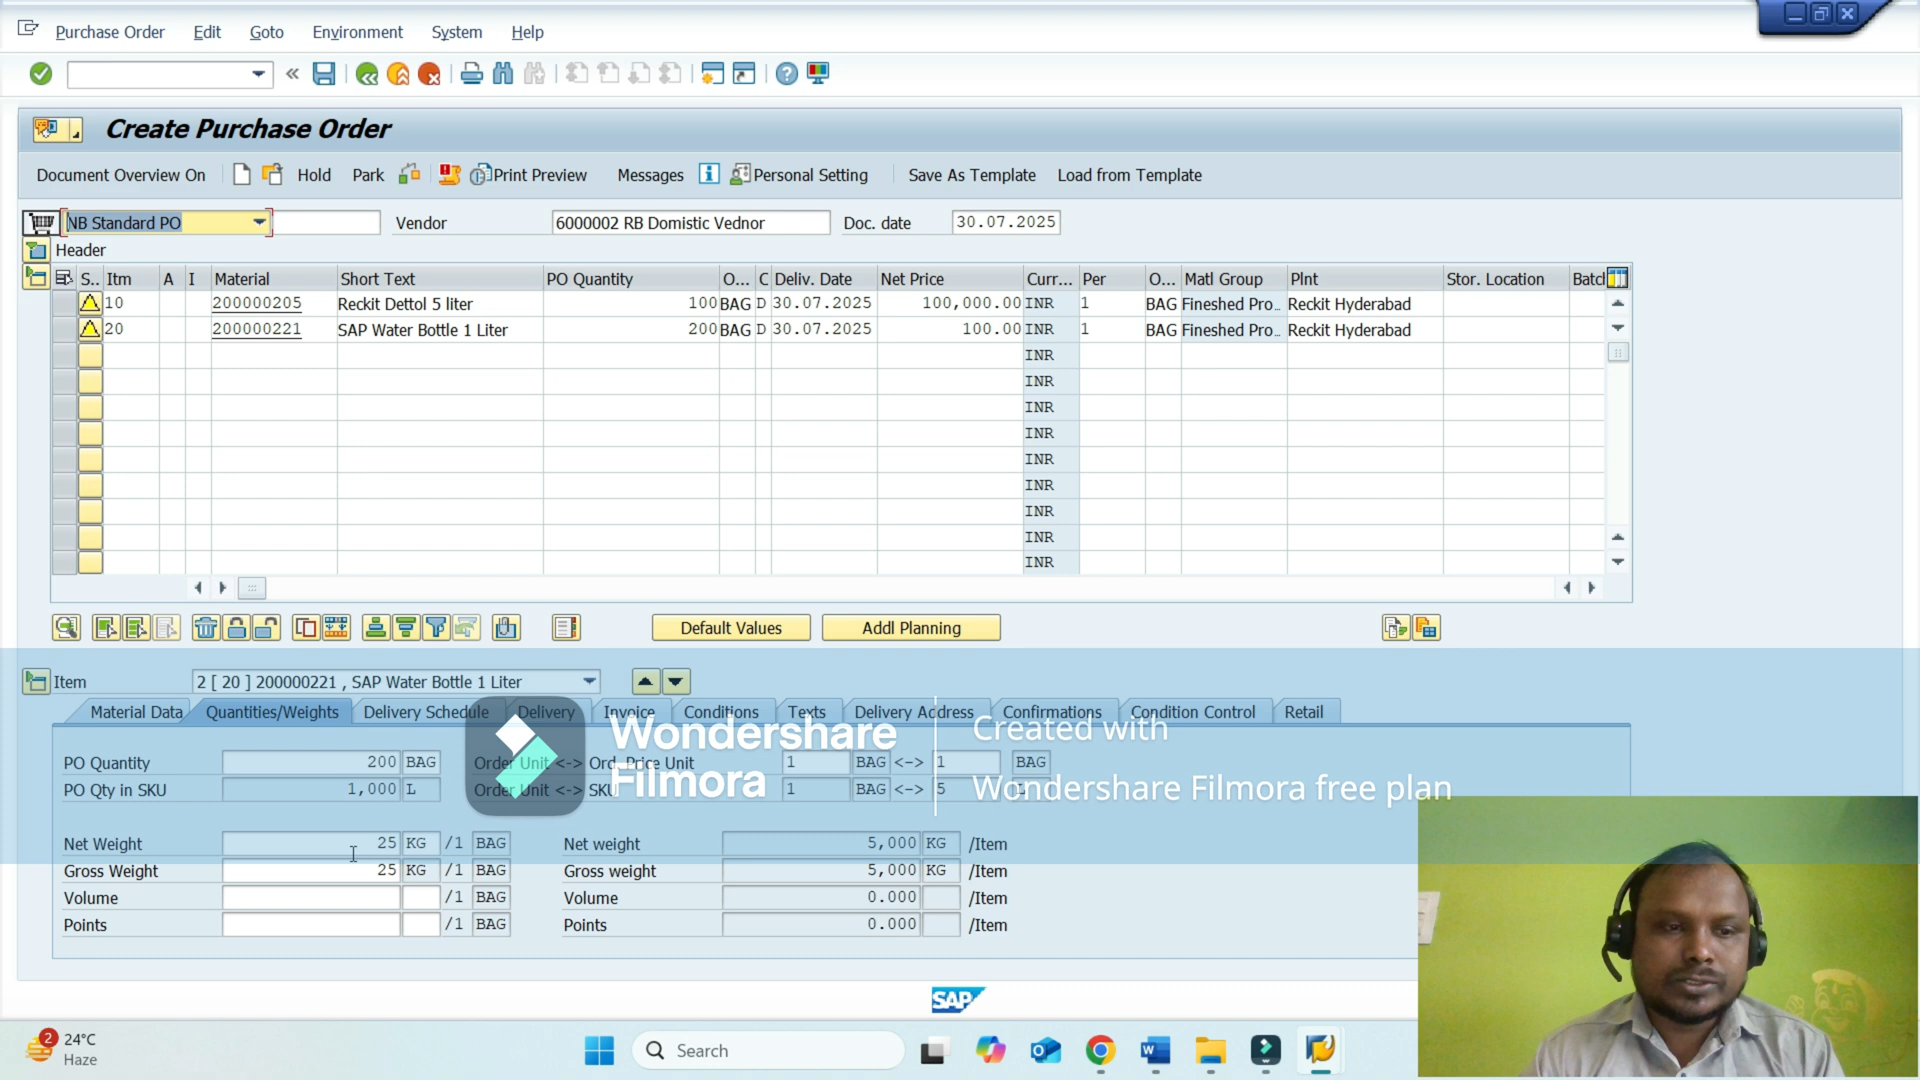 Purchase Order Edit Goto Environment System Help
Create Purchase Order
Document Overview On Hold Park Print Preview Messages Personal Setting Save As Template Load from Template
NB Standard PO Vendor 6000002 RB Domistic Vednor Doc. date 30.07.2025
Header
S.. Itm A I Material Short Text PO Quantity O... C Deliv. Date Net Price Curr... Per O... Matl Group Plnt Stor. Location Batc
10 200000205 Reckit Dettol 5 liter 100 BAG D 30.07.2025 100,000.00 INR 1 BAG Fineshed Pro.. Reckit Hyderabad
20 200000221 SAP Water Bottle 1 Liter 200 BAG D 30.07.2025 100.00 INR 1 BAG Fineshed Pro.. Reckit Hyderabad
INR
INR
INR
INR
INR
INR
INR
INR
INR
Default Values Addl Planning
Item 2 [ 20 ] 200000221 , SAP Water Bottle 1 Liter
Material Data Quantities/Weights Delivery Schedule Delivery Invoice Conditions Texts Delivery Address Confirmations Condition Control Retail
Wondershare Filmora
Created with
Wondershare Filmora free plan
PO Quantity 200 BAG Order Unit <-> Ord. Price Unit 1 BAG <-> 1 BAG
PO Qty in SKU 1,000 L Order Unit <-> SKU 1 BAG <-> 5
Net Weight 25 KG /1 BAG Net weight 5,000 KG /Item
Gross Weight 25 KG /1 BAG Gross weight 5,000 KG /Item
Volume /1 BAG Volume 0.000 /Item
Points /1 BAG Points 0.000 /Item
SAP
2 24°C
Haze
Search